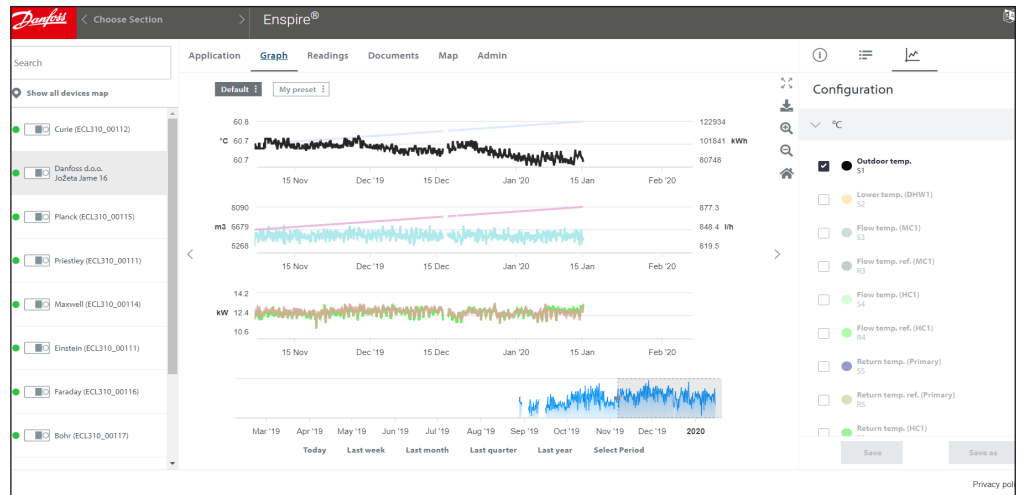 Danfoss
Choose Section
Enspire®
Search
Show all devices map
Curie (ECL310_00112)
Danfoss d.o.o.
Jožeta Jame 16
Planck (ECL310_00115)
Priestley (ECL310_00111)
Maxwell (ECL310_00114)
Einstein (ECL310_00111)
Faraday (ECL310_00116)
Bohr (ECL310_00117)
Application Graph Readings Documents Map Admin
Default My preset
60.8 122934
°C 60.7 101841 kWh
60.7 80748
15 Nov Dec '19 15 Dec Jan '20 15 Jan Feb '20
8090 877.3
m3 6679 848.4 l/h
5268 819.5
15 Nov Dec '19 15 Dec Jan '20 15 Jan Feb '20
14.2
kW 12.4
10.6
15 Nov Dec '19 15 Dec Jan '20 15 Jan Feb '20
Mar '19 Apr '19 May '19 Jun '19 Jul '19 Aug '19 Sep '19 Oct '19 Nov '19 Dec '19 2020
Today Last week Last month Last quarter Last year Select Period
Configuration
°C
Outdoor temp.
S1
Lower temp. (DHW1)
S2
Flow temp. (MC1)
S3
Flow temp. ref. (MC1)
R3
Flow temp. (HC1)
S4
Flow temp. ref. (HC1)
R4
Return temp. (Primary)
S5
Return temp. ref. (Primary)
R5
Return temp. (HC1)
Save Save as
Privacy poli